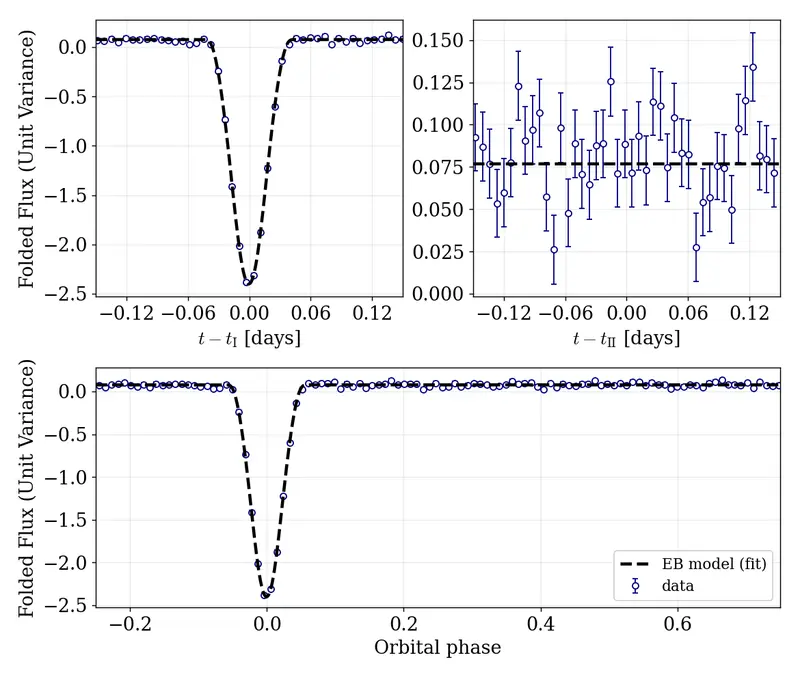 Folded Flux (Unit Variance)
0.0
−0.5
−1.0
−1.5
−2.0
−2.5
−0.12 −0.06 0.00 0.06 0.12
t − tI [days]
0.150
0.125
0.100
0.075
0.050
0.025
0.000
−0.12 −0.06 0.00 0.06 0.12
t − tII [days]
Folded Flux (Unit Variance)
0.0
−0.5
−1.0
−1.5
−2.0
−2.5
−0.2 0.0 0.2 0.4 0.6
Orbital phase
EB model (fit)
data